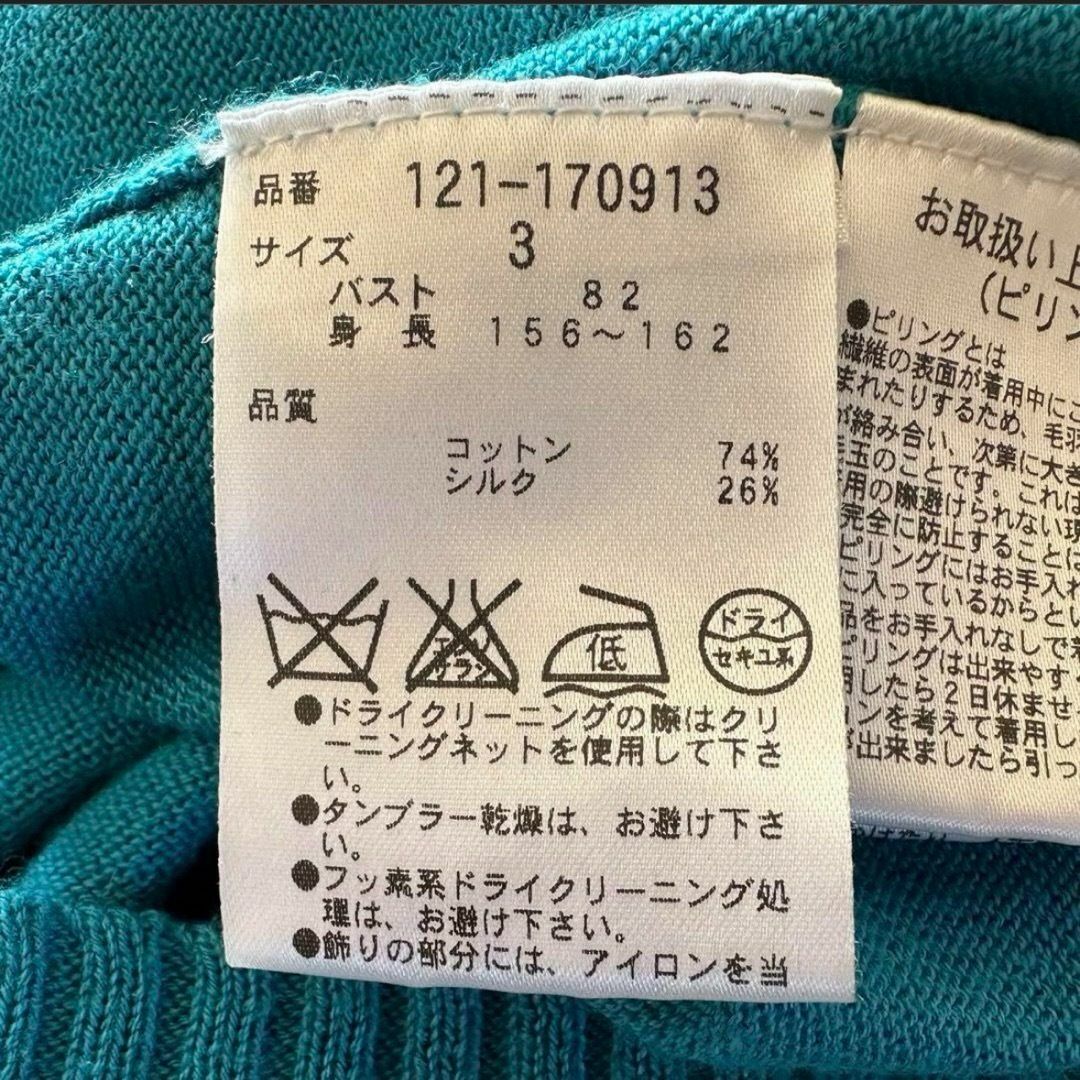 品番 121-170913
サイズ 3
バスト 82
身長 156~162
品質
コットン 74%
シルク 26%
エンソ
サラシ
低
ドライ
セキユ系
●ドライクリーニングの際はクリ
ーニングネットを使用して下さ
い。
●タンブラー乾燥は、お避け下さ
い。
●フッ素系ドライクリーニング処
理は、お避け下さい。
●飾りの部分には、アイロンを当
お取扱い上
(ピリン
●ピリングとは
繊維の表面が着用中にこ
まれたりするため、毛羽
が絡み合い、次第に大き
毛玉のことです。これは
着用の際避けられない現
完全に防止することは
ピリングにはお手入れ
に入っているからとい
品をお手入れなしで着
ピリングは出来やすく
用したら2日休ませ
ンを考えて着用し
が出来ましたら引っ